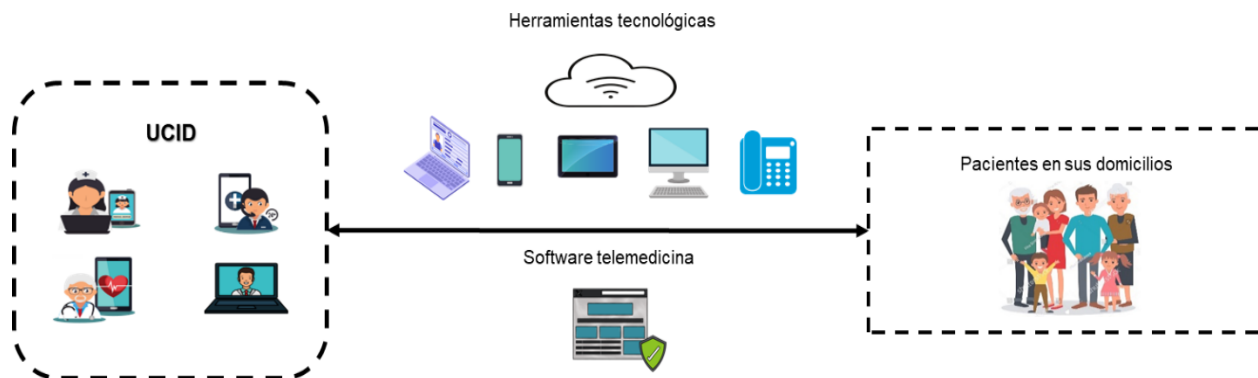 Herramientas tecnológicas
UCID
Pacientes en sus domicilios
Software telemedicina